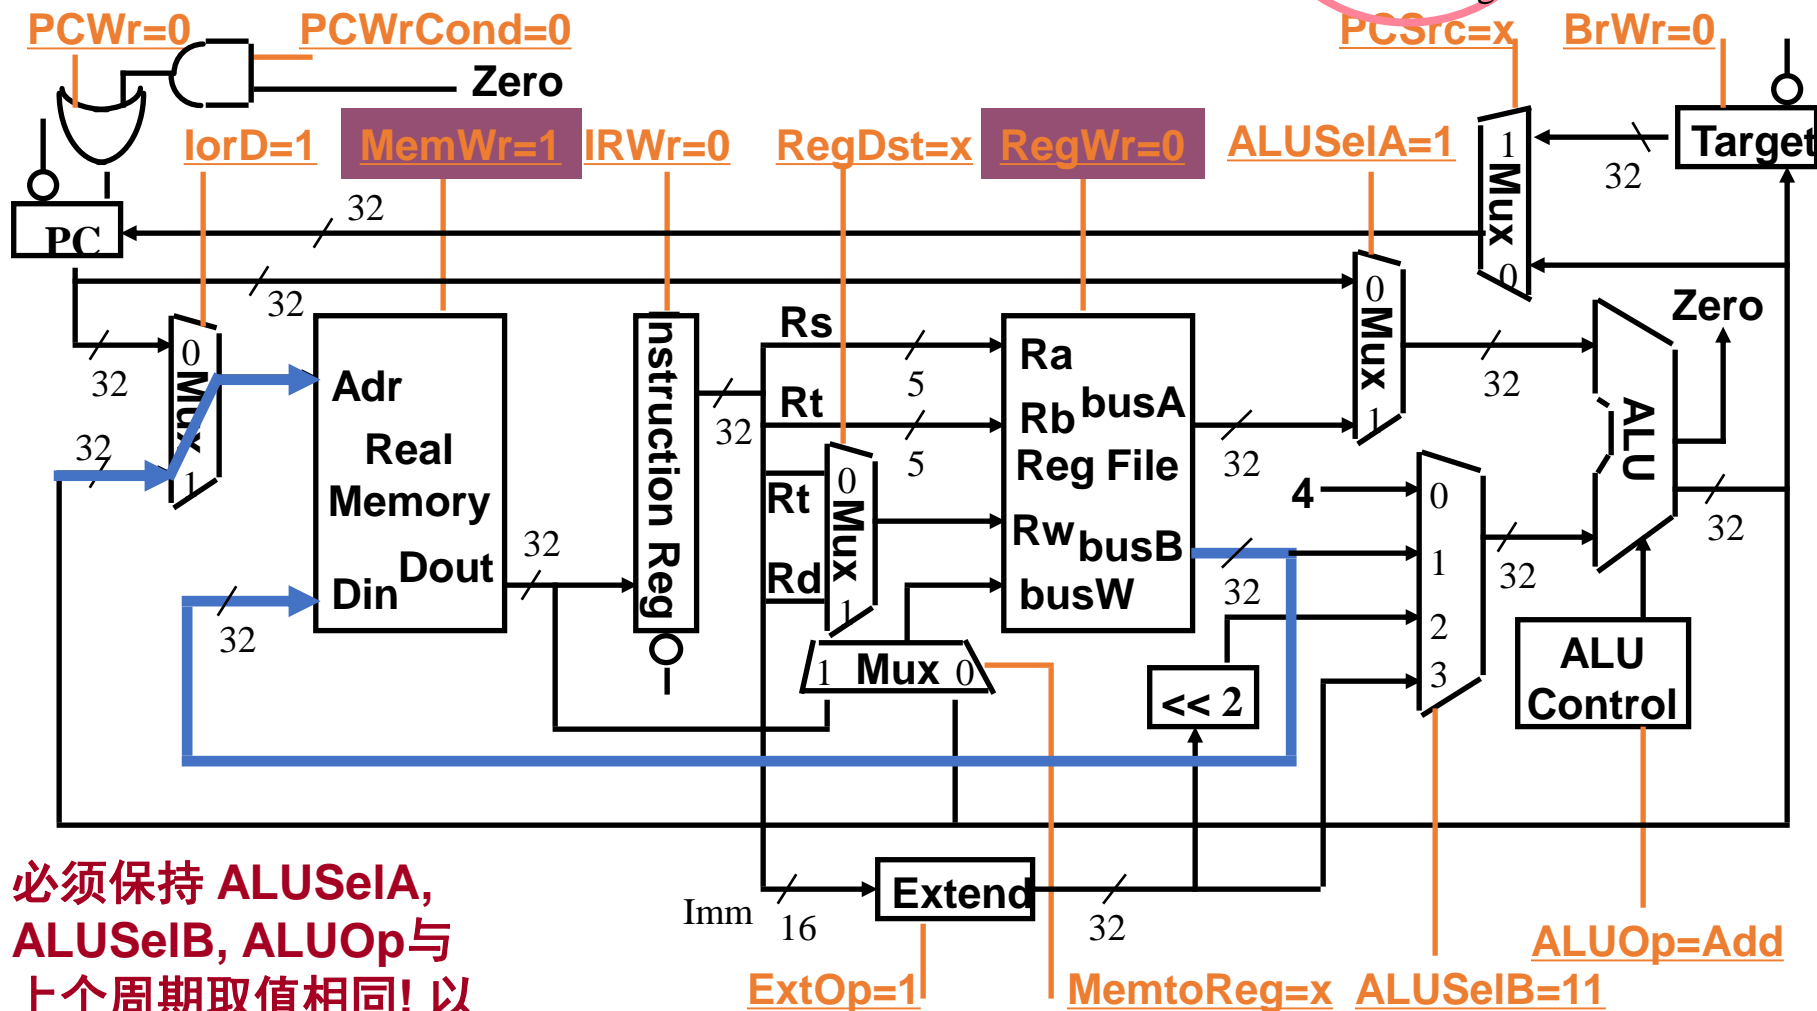 PCWr=0
PCWrCond=0
PCSrc=x
BrWr=0
Zero
IorD=1
MemWr=1
IRWr=0
RegDst=x
RegWr=0
ALUSelA=1
1
Mux
0
32
Target
PC
32
32
32
0
Mux
1
32
Adr
Real
Memory
Dout
Din
32
32
Instruction Reg
32
Rs
5
Rt
5
Rt
Rd
0
Mux
1
Ra
Rb
busA
Reg File
Rw
busB
busW
32
32
0
Mux
1
32
4
0
1
2
3
32
Zero
ALU
32
1 Mux 0
<< 2
ALU
Control
Imm
16
Extend
32
必须保持 ALUSelA,
ALUSelB, ALUOp与
上个周期取值相同! 以
ExtOp=1
MemtoReg=x
ALUSelB=11
ALUOp=Add